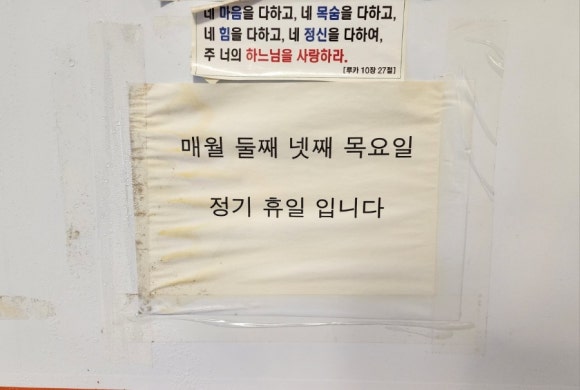 네 마음을 다하고, 네 목숨을 다하고,
네 힘을 다하고, 네 정신을 다하여,
주 너의 하느님을 사랑하라.
[루카 10장 27절]
매월 둘째 넷째 목요일
정기 휴일 입니다